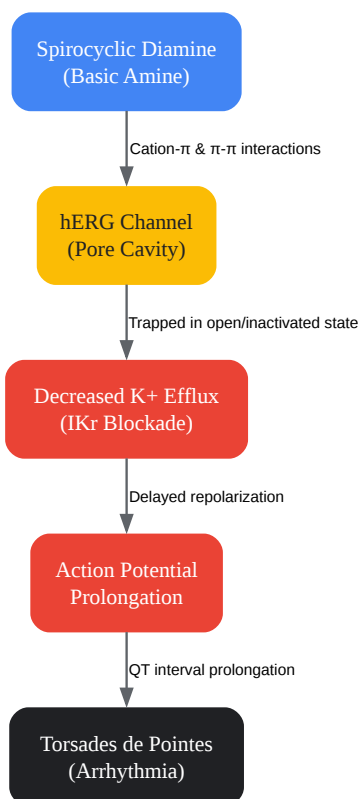 Spirocyclic Diamine
(Basic Amine)
Cation-π & π-π interactions
hERG Channel
(Pore Cavity)
Trapped in open/inactivated state
Decreased K+ Efflux
(IKr Blockade)
Delayed repolarization
Action Potential
Prolongation
QT interval prolongation
Torsades de Pointes
(Arrhythmia)